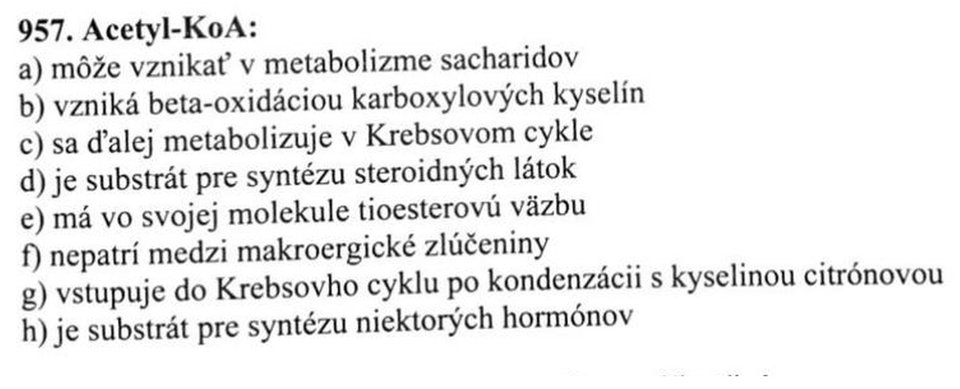 957. Acetyl-KoA:
a) môže vznikať v metabolizme sacharidov
b) vzniká beta-oxidáciou karboxylových kyselín
c) sa ďalej metabolizuje v Krebsovom cykle
d) je substrát pre syntézu steroidných látok
e) má vo svojej molekule tioesterovú väzbu
f) nepatrí medzi makroergické zlúčeniny
g) vstupuje do Krebsovho cyklu po kondenzácii s kyselinou citrónovou
h) je substrát pre syntézu niektorých hormónov